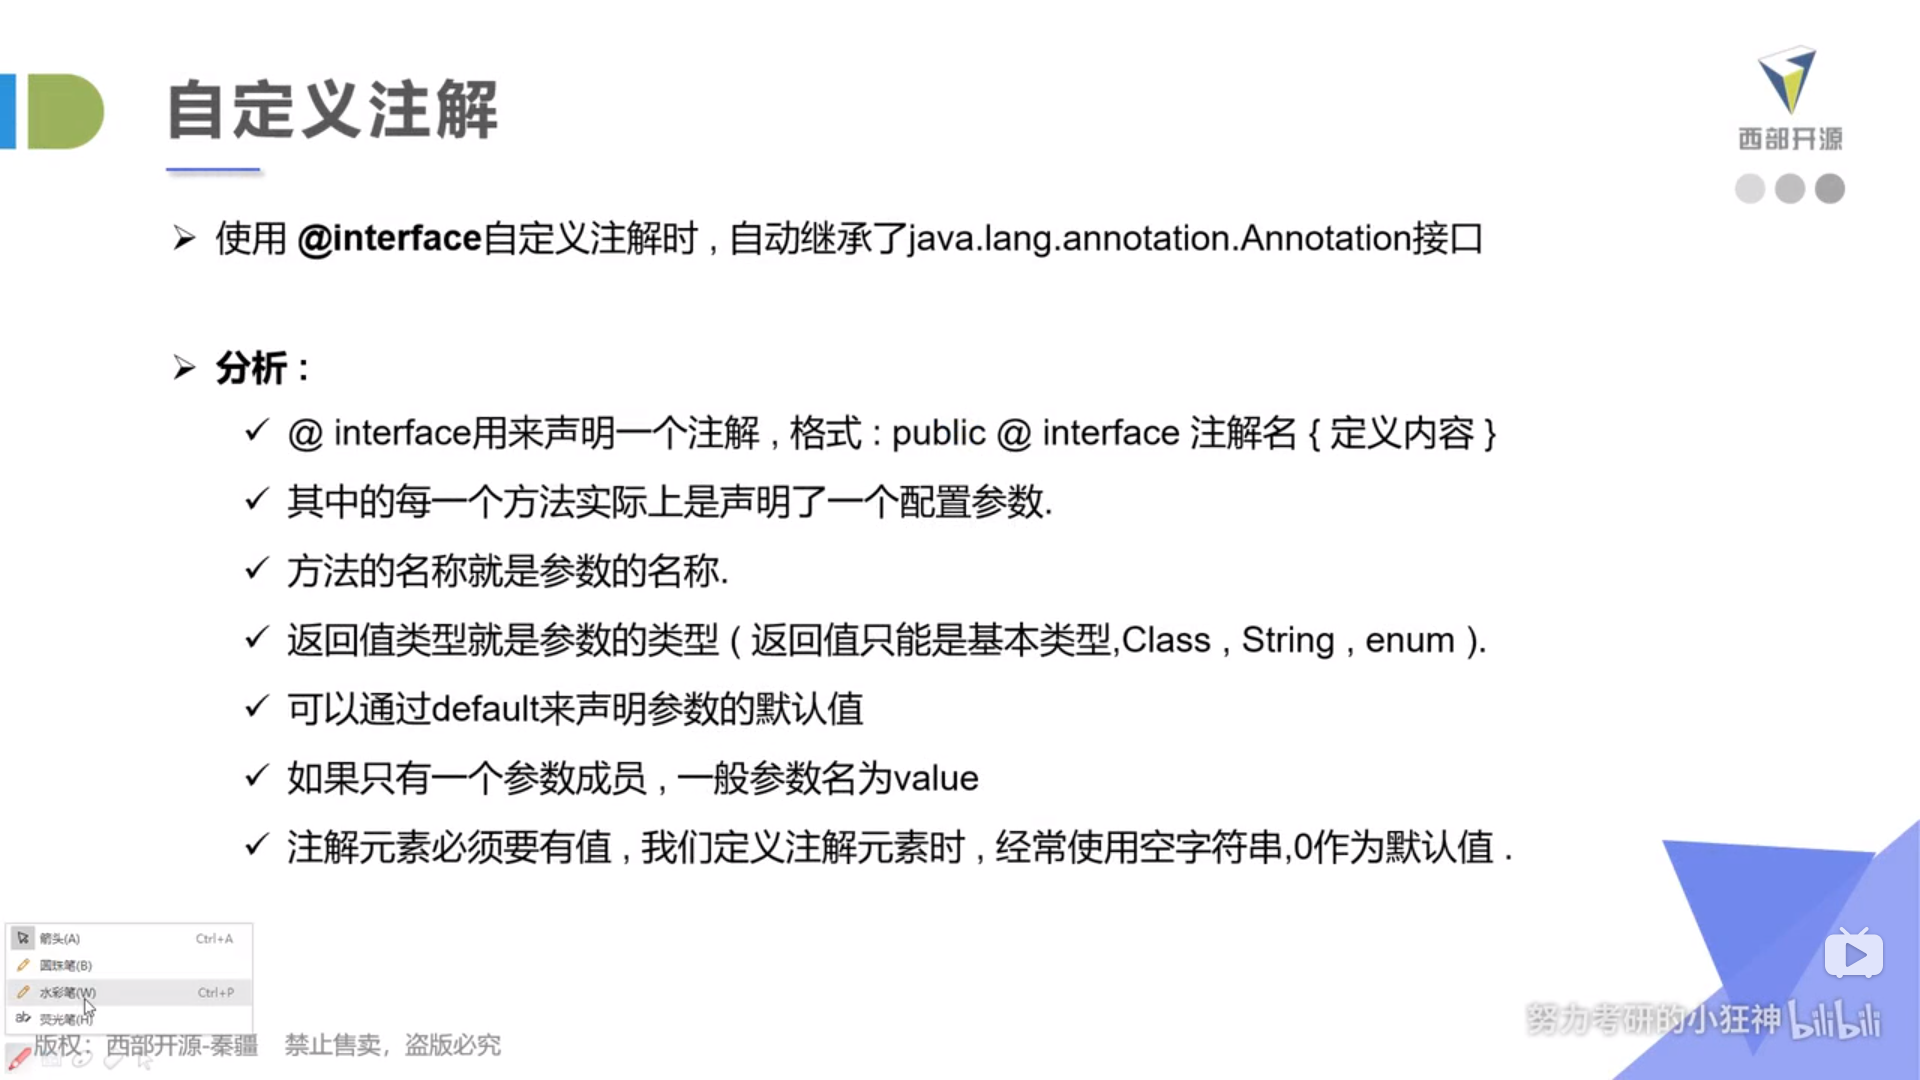 自定义注解
西部开源
使用 @interface自定义注解时 , 自动继承了java.lang.annotation.Annotation接口
分析 :
@ interface用来声明一个注解 , 格式 : public @ interface 注解名 { 定义内容 }
其中的每一个方法实际上是声明了一个配置参数.
方法的名称就是参数的名称.
返回值类型就是参数的类型 ( 返回值只能是基本类型,Class , String , enum ).
可以通过default来声明参数的默认值
如果只有一个参数成员 , 一般参数名为value
注解元素必须要有值 , 我们定义注解元素时 , 经常使用空字符串,0作为默认值 .
箭头(A) Ctrl+A
圆珠笔(B)
水彩笔(W) Ctrl+P
荧光笔(H)
版权：西部开源-秦疆 禁止售卖，盗版必究
努力考研的小狂神 bilibili